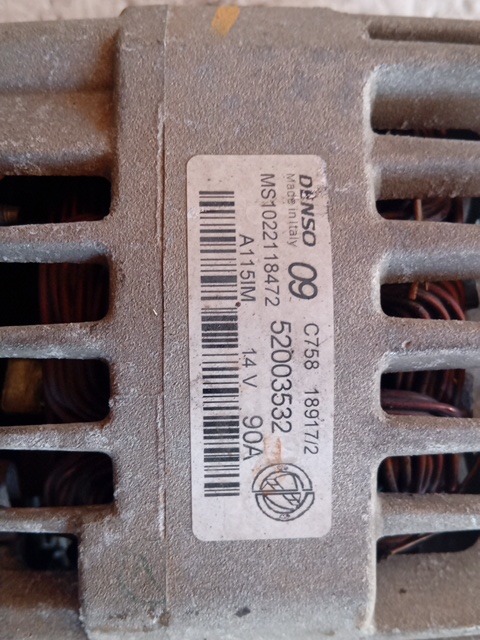 DENSO 09 C758 18917/2
Made in Italy
MS1022118472 52003532
A115IM 14 V 90A